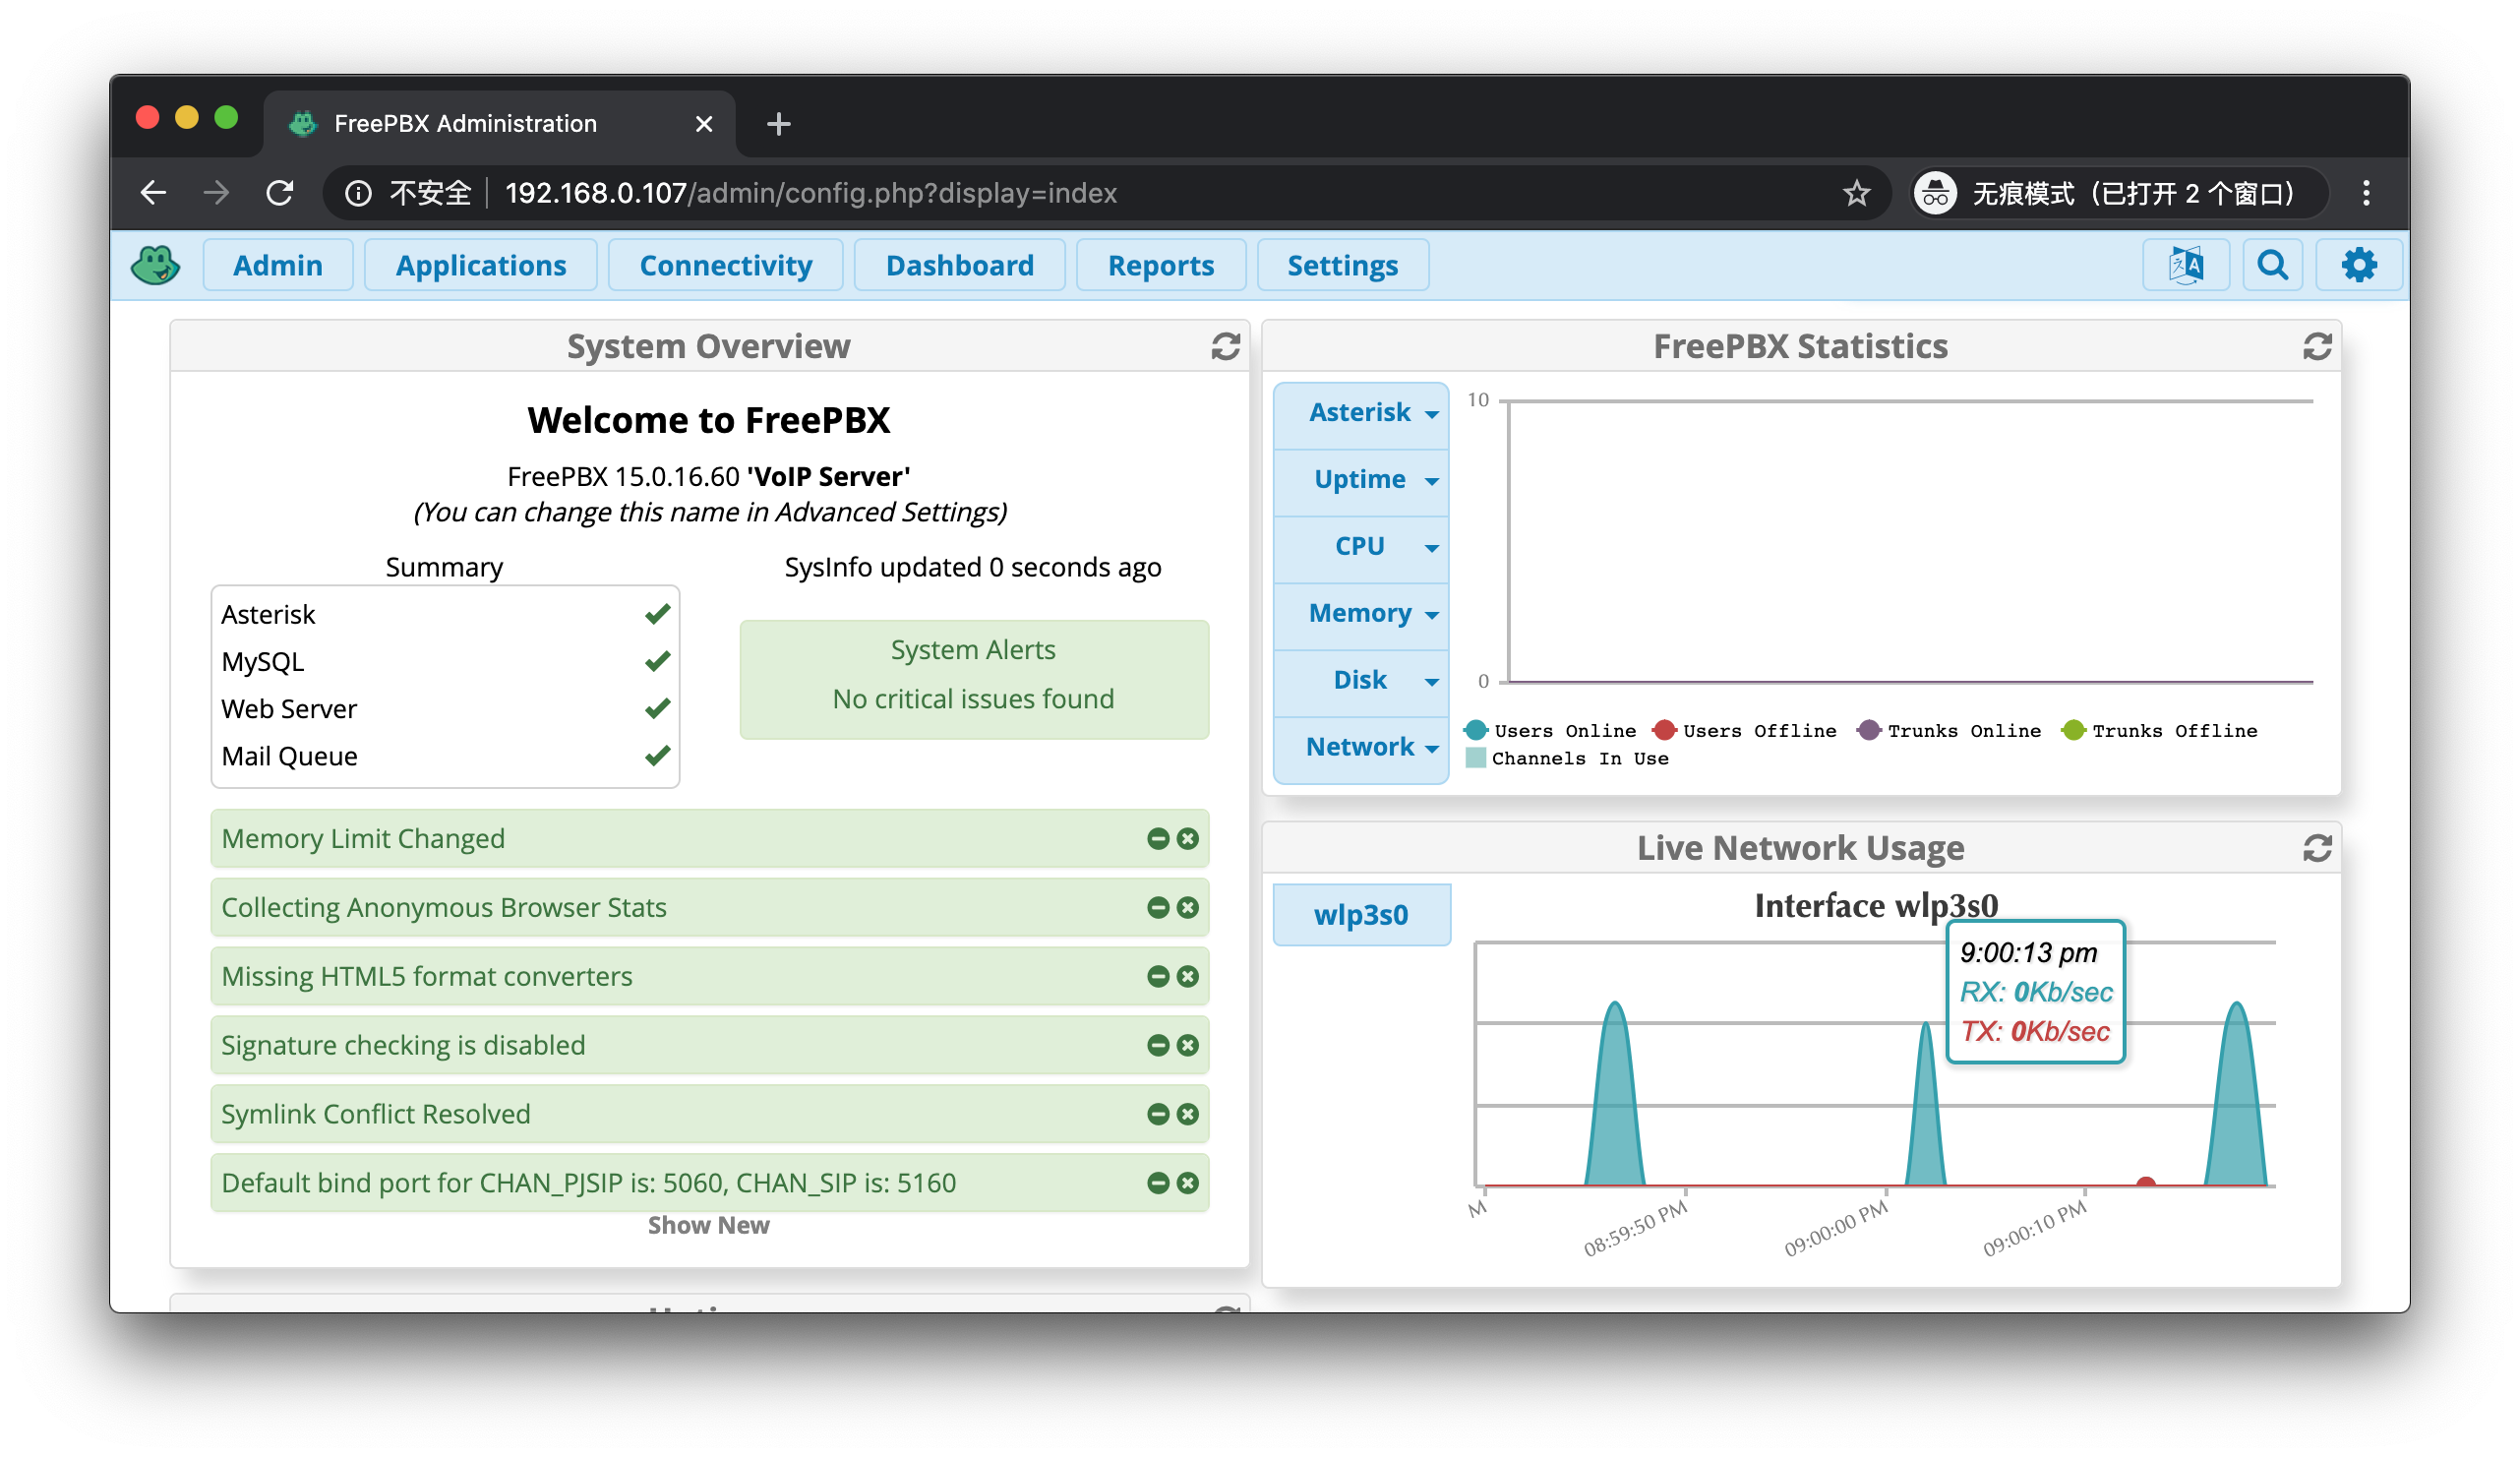 FreePBX Administration
不安全 192.168.0.107/admin/config.php?display=index
无痕模式（已打开 2 个窗口）
Admin Applications Connectivity Dashboard Reports Settings
System Overview
Welcome to FreePBX
FreePBX 15.0.16.60 'VoIP Server'
(You can change this name in Advanced Settings)
Summary
Asterisk
MySQL
Web Server
Mail Queue
SysInfo updated 0 seconds ago
System Alerts
No critical issues found
Memory Limit Changed
Collecting Anonymous Browser Stats
Missing HTML5 format converters
Signature checking is disabled
Symlink Conflict Resolved
Default bind port for CHAN_PJSIP is: 5060, CHAN_SIP is: 5160
Show New
FreePBX Statistics
Asterisk
Uptime
CPU
Memory
Disk
Network
10
0
Users Online Users Offline Trunks Online Trunks Offline
Channels In Use
Live Network Usage
wlp3s0
Interface wlp3s0
9:00:13 pm
RX: 0Kb/sec
TX: 0Kb/sec
M
08:59:50 PM
09:00:00 PM
09:00:10 PM